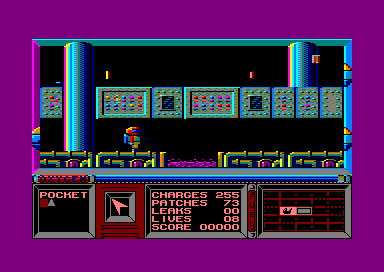 POCKET
CHARGES 255
PATCHES 73
LEAKS 00
LIVES 08
SCORE 00000